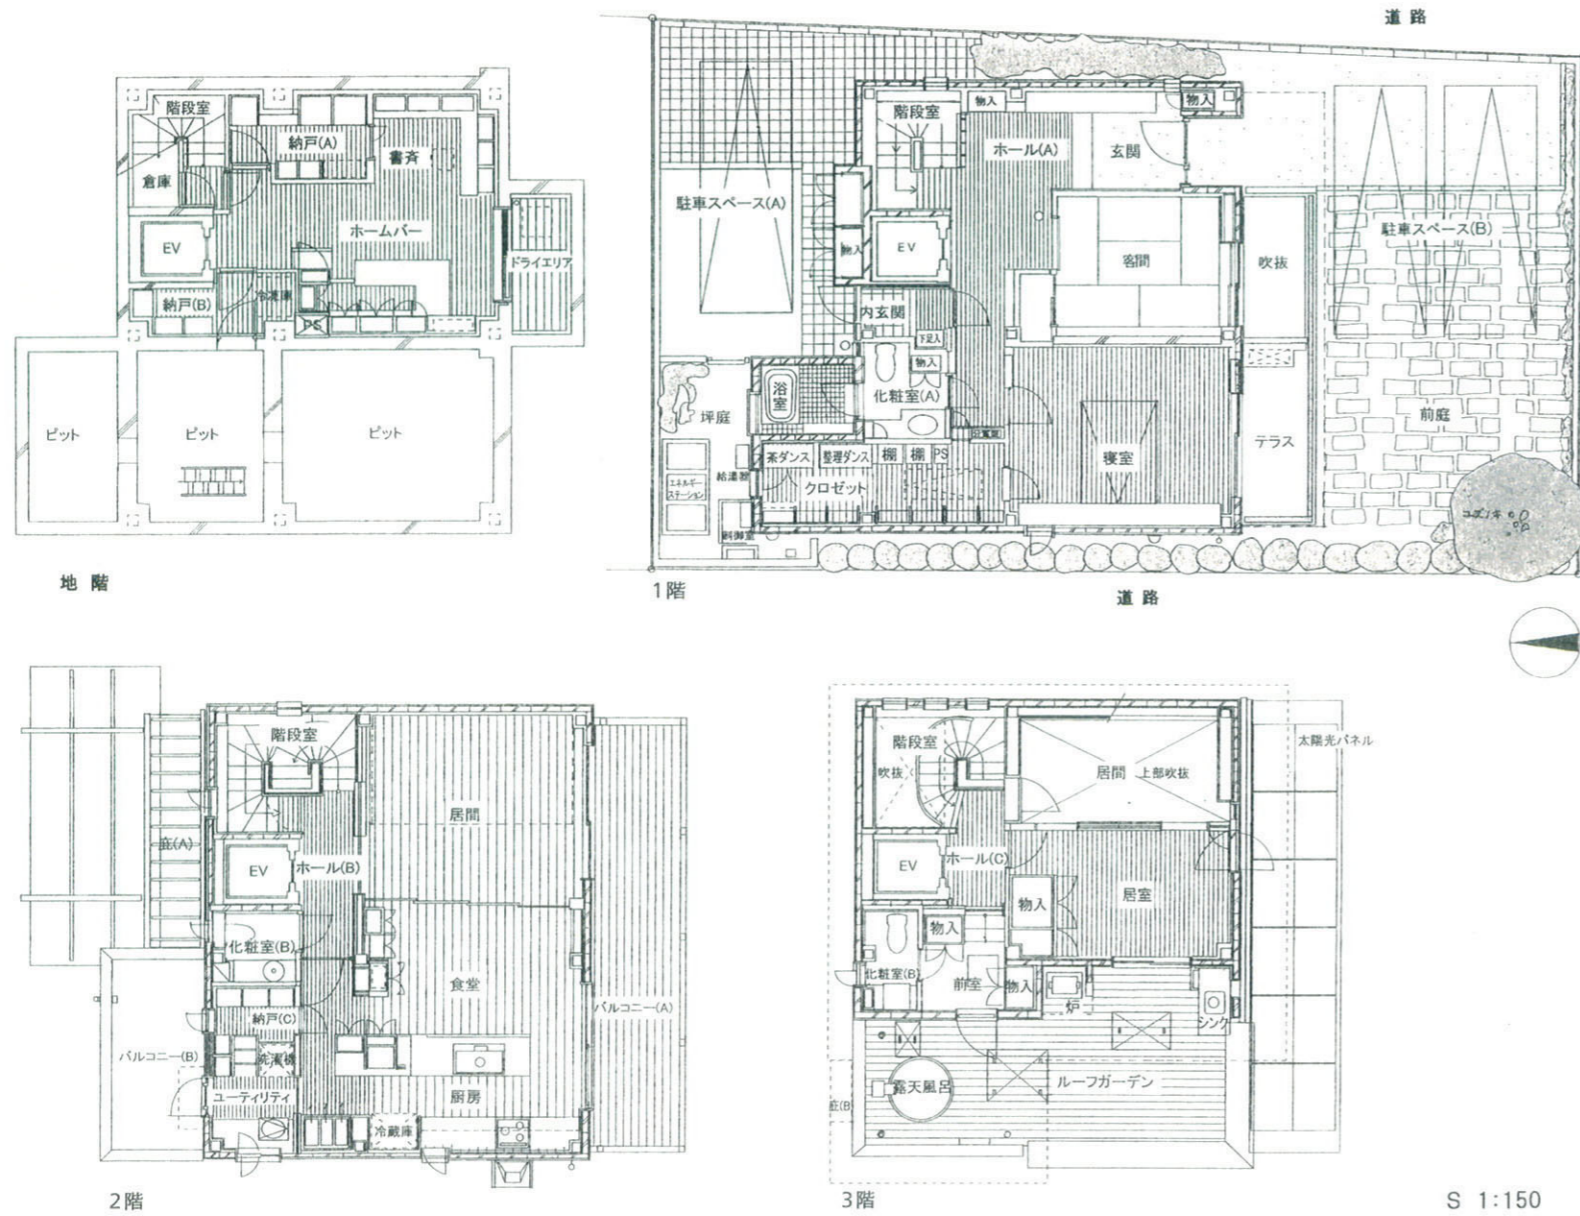 道路
階段室
納戸(A)
書斉
倉庫
EV
ホームバー
ドライエリア
納戸(B)
冷凍庫
PS
ピット
ピット
ピット
地階
階段室
物入
物入
ホール(A)
玄関
駐車スペース(A)
物入
EV
客間
吹抜
駐車スペース(B)
内玄関
下足入
物入
化粧室(A)
浴室
坪庭
テラス
前庭
寝室
茶ダンス
整理ダンス
棚
棚
PS
クロゼット
給湯器
エネルギー
ステーション
制御室
1階
道路
階段室
居間
庇(A)
EV
ホール(B)
化粧室(B)
食堂
納戸(C)
バルコニー(A)
バルコニー(B)
洗濯機
ユーティリティ
厨房
冷蔵庫
2階
階段室
吹抜
居間 上部吹抜
太陽光パネル
EV
ホール(C)
居室
物入
物入
化粧室(B)
前室
物入
炉
シンク
露天風呂
ルーフガーデン
庇(B)
3階
S 1:150